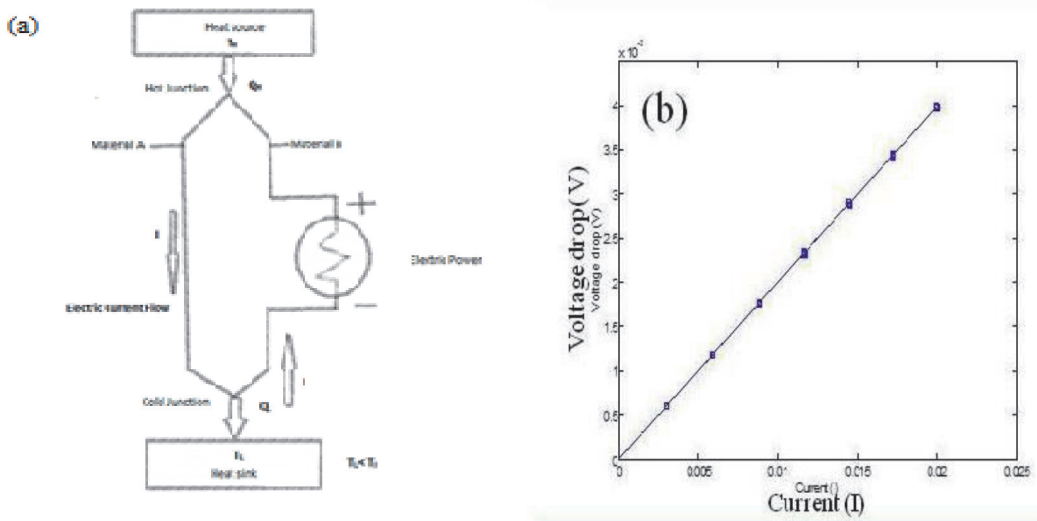 (a)
Heat source
Hot Junction
Material A
Material B
I
Electric Power
Electric Current Flow
Cold Junction
I
Heat sink
(b)
×10
Voltage drop(V)
Voltage drop (V)
4
3.5
3
2.5
2
1.5
1
0.5
0
0 0.005 0.01 0.015 0.02 0.025
Current ()
Current (I)